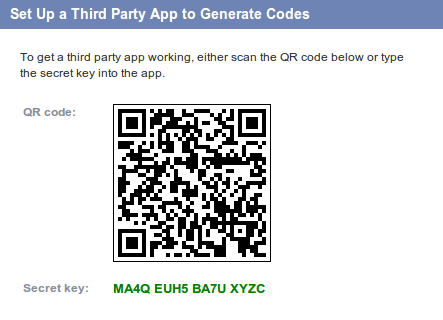 Set Up a Third Party App to Generate Codes
To get a third party app working, either scan the QR code below or type
the secret key into the app.
QR code:
Secret key: MA4Q EUH5 BA7U XYZC